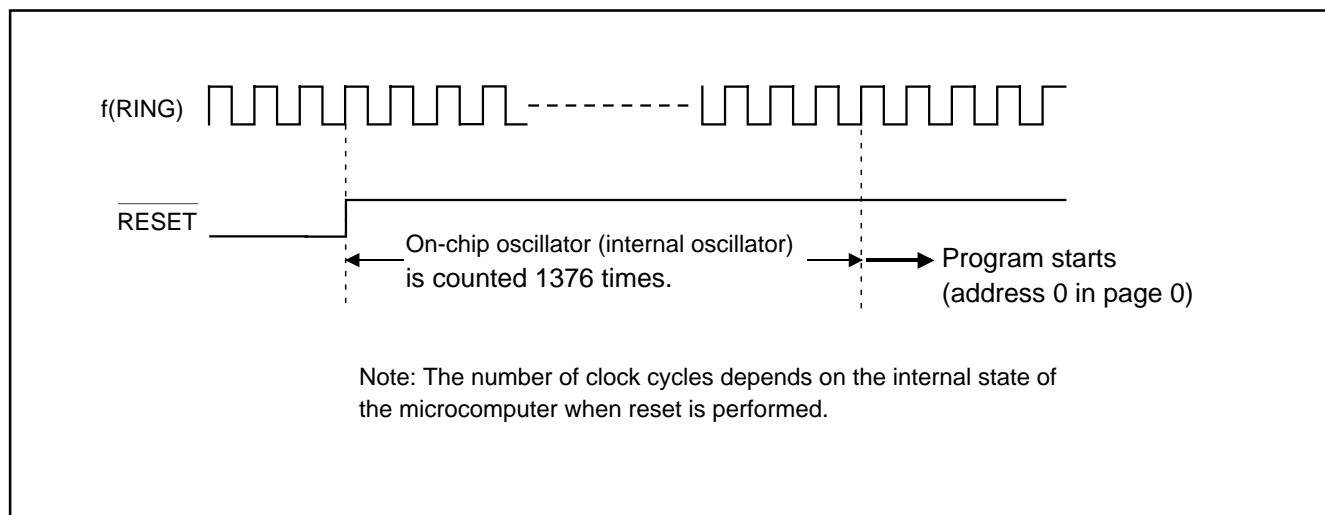 f(RING)
RESET
On-chip oscillator (internal oscillator)
is counted 1376 times.
Program starts
(address 0 in page 0)
Note: The number of clock cycles depends on the internal state of
the microcomputer when reset is performed.